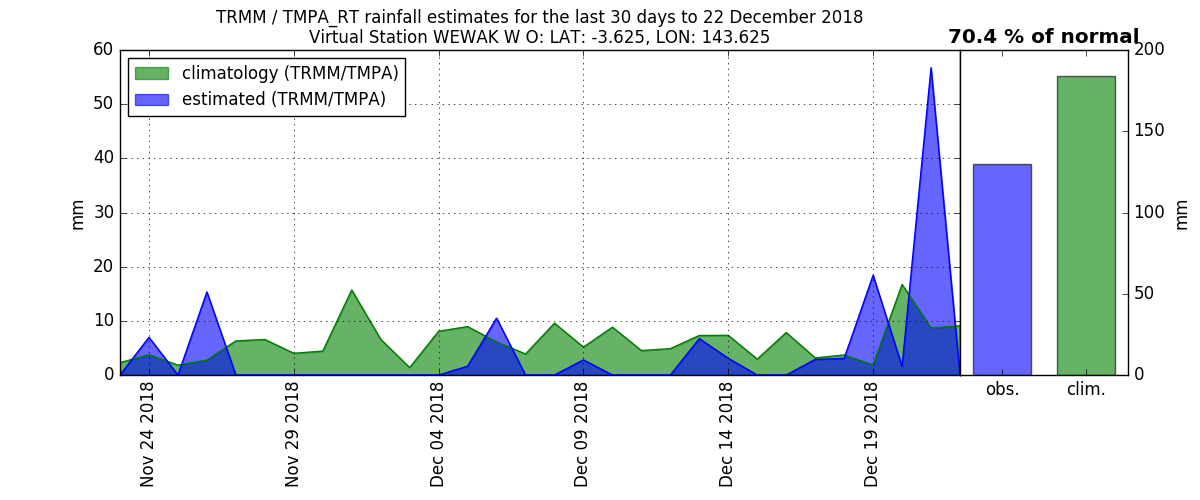 TRMM / TMPA_RT rainfall estimates for the last 30 days to 22 December 2018
Virtual Station WEWAK W O: LAT: -3.625, LON: 143.625
70.4 % of normal
climatology (TRMM/TMPA)
estimated (TRMM/TMPA)
60
50
40
30
20
10
0
mm
200
150
100
50
0
mm
Nov 24 2018
Nov 29 2018
Dec 04 2018
Dec 09 2018
Dec 14 2018
Dec 19 2018
obs.
clim.